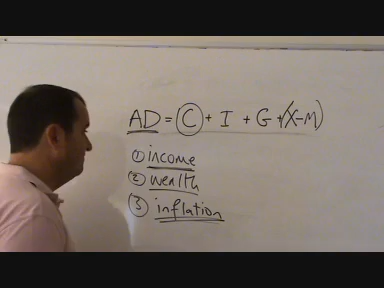 AD = C + I + G + (X-M)
① income
② wealth
③ inflation